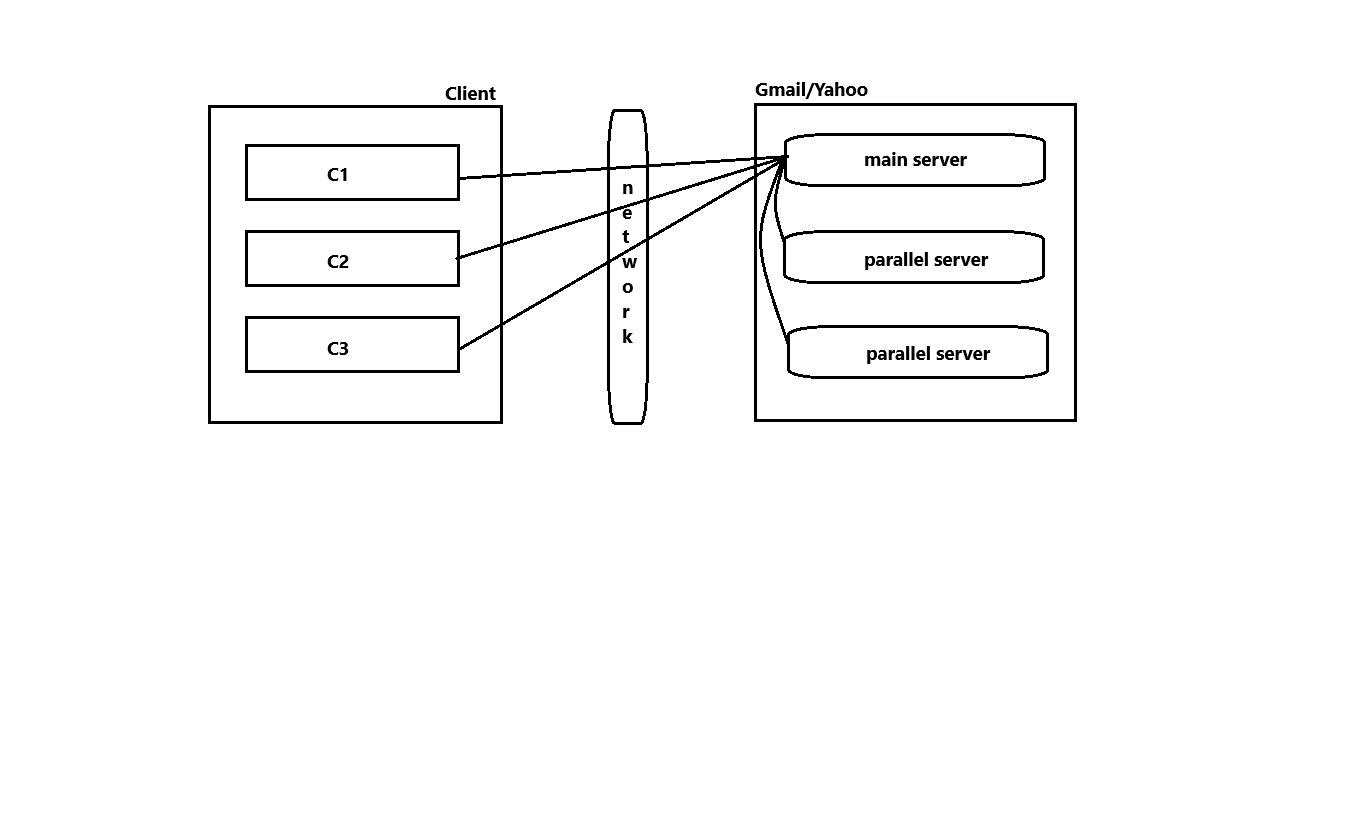 Client
C1
C2
C3
n
e
t
w
o
r
k
Gmail/Yahoo
main server
parallel server
parallel server